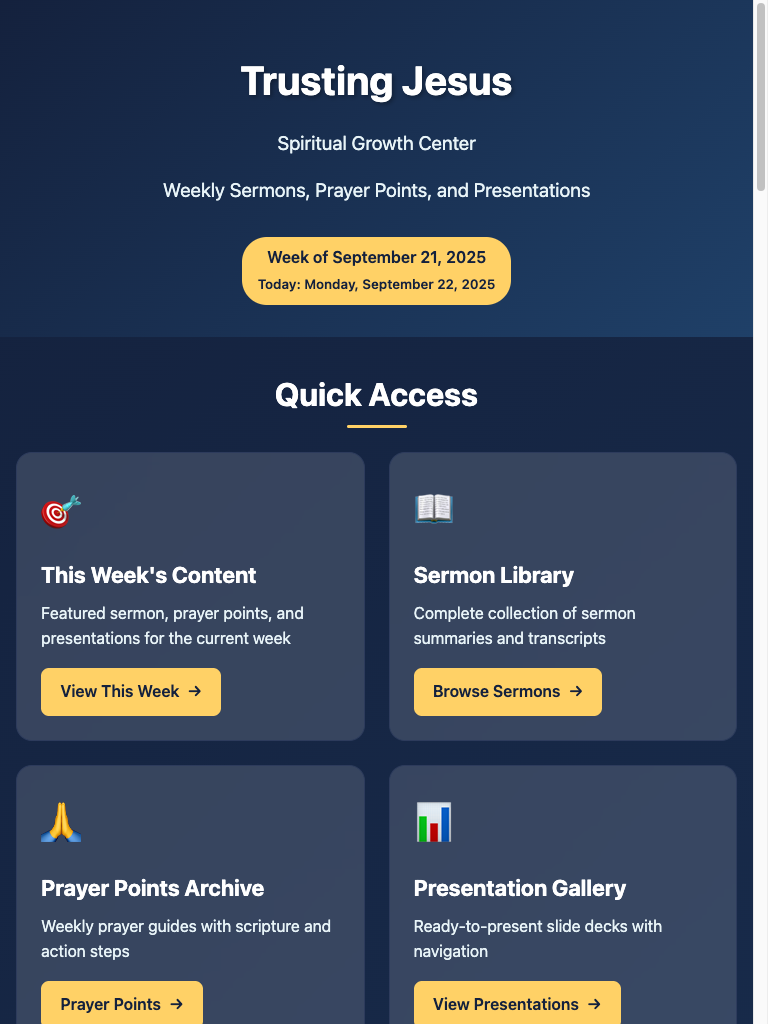 Trusting Jesus
Spiritual Growth Center
Weekly Sermons, Prayer Points, and Presentations
Week of September 21, 2025
Today: Monday, September 22, 2025
Quick Access
This Week's Content
Featured sermon, prayer points, and
presentations for the current week
View This Week →
Sermon Library
Complete collection of sermon
summaries and transcripts
Browse Sermons →
Prayer Points Archive
Weekly prayer guides with scripture and
action steps
Prayer Points →
Presentation Gallery
Ready-to-present slide decks with
navigation
View Presentations →